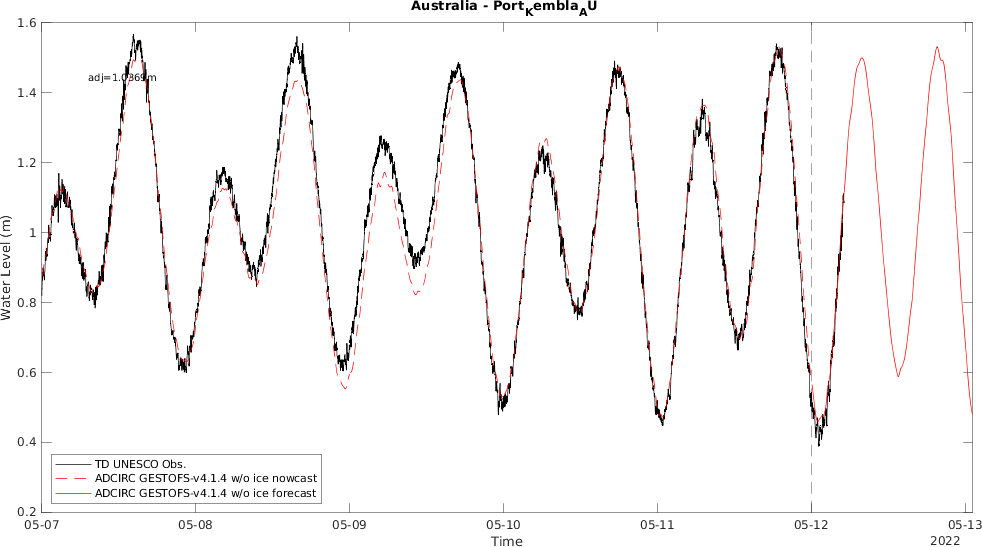 Australia - PortKemblaAU
1.6
1.4
1.2
1
0.8
0.6
0.4
0.2
Water Level (m)
adj=1.0369m
TD UNESCO Obs.
ADCIRC GESTOFS-v4.1.4 w/o ice nowcast
ADCIRC GESTOFS-v4.1.4 w/o ice forecast
05-07 05-08 05-09 05-10 05-11 05-12 05-13
Time
2022